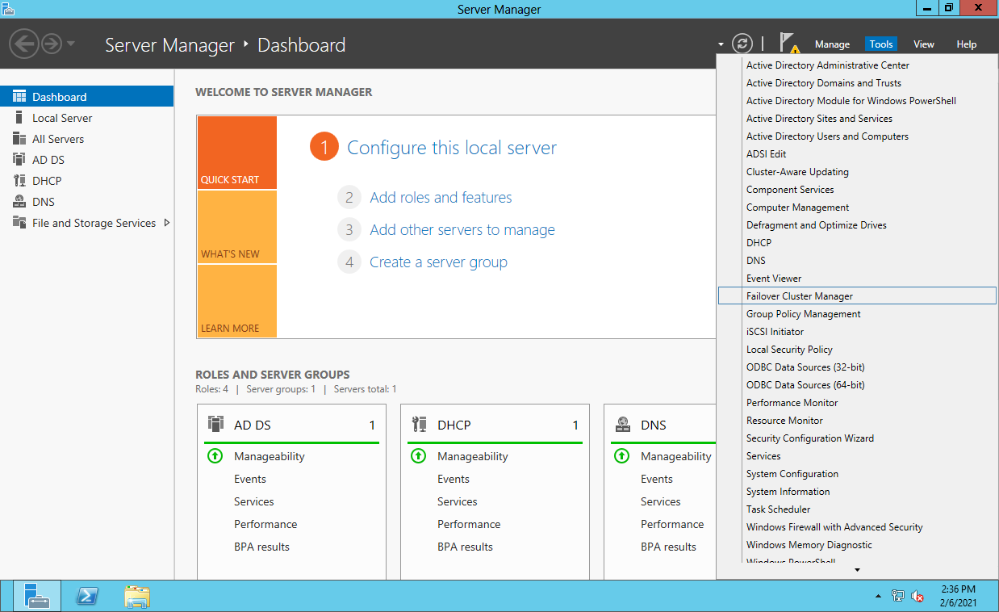 Server Manager
Server Manager ‣ Dashboard
Manage
Tools
View
Help
Dashboard
Local Server
All Servers
AD DS
DHCP
DNS
File and Storage Services
WELCOME TO SERVER MANAGER
QUICK START
WHAT'S NEW
LEARN MORE
1 Configure this local server
2 Add roles and features
3 Add other servers to manage
4 Create a server group
ROLES AND SERVER GROUPS
Roles: 4 | Server groups: 1 | Servers total: 1
AD DS 1
Manageability
Events
Services
Performance
BPA results
DHCP 1
Manageability
Events
Services
Performance
BPA results
DNS
Manageability
Events
Services
Performance
BPA results
Active Directory Administrative Center
Active Directory Domains and Trusts
Active Directory Module for Windows PowerShell
Active Directory Sites and Services
Active Directory Users and Computers
ADSI Edit
Cluster-Aware Updating
Component Services
Computer Management
Defragment and Optimize Drives
DHCP
DNS
Event Viewer
Failover Cluster Manager
Group Policy Management
iSCSI Initiator
Local Security Policy
ODBC Data Sources (32-bit)
ODBC Data Sources (64-bit)
Performance Monitor
Resource Monitor
Security Configuration Wizard
Services
System Configuration
System Information
Task Scheduler
Windows Firewall with Advanced Security
Windows Memory Diagnostic
Windows PowerShell
2:36 PM
2/6/2021